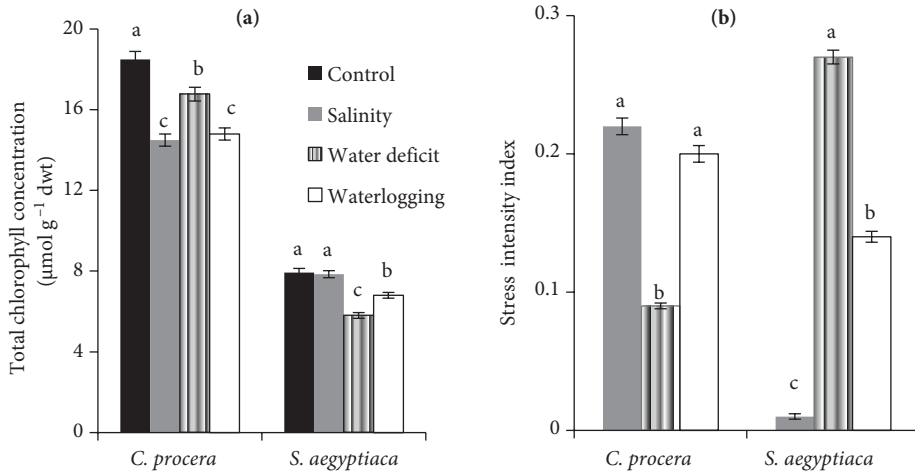 (a)
Total chlorophyll concentration
(μmol g⁻¹ dwt)
20
16
12
8
4
0
a
c
b
c
a
a
c
b
Control
Salinity
Water deficit
Waterlogging
C. procera
S. aegyptiaca
(b)
Stress intensity index
0.3
0.2
0.1
0
a
b
a
c
a
b
C. procera
S. aegyptiaca